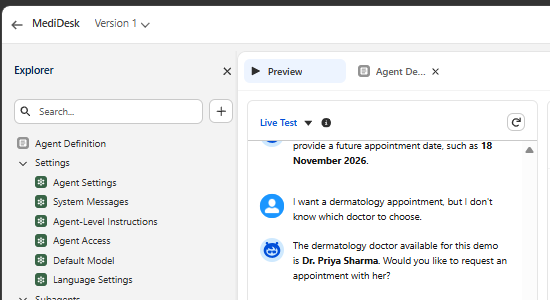 MediDesk Version 1
Explorer
Preview
Agent De...
Search...
Live Test
Agent Definition
Settings
Agent Settings
System Messages
Agent-Level Instructions
Agent Access
Default Model
Language Settings
Subagents
provide a future appointment date, such as 18
November 2026.
I want a dermatology appointment, but I don't
know which doctor to choose.
The dermatology doctor available for this demo
is Dr. Priya Sharma. Would you like to request an
appointment with her?